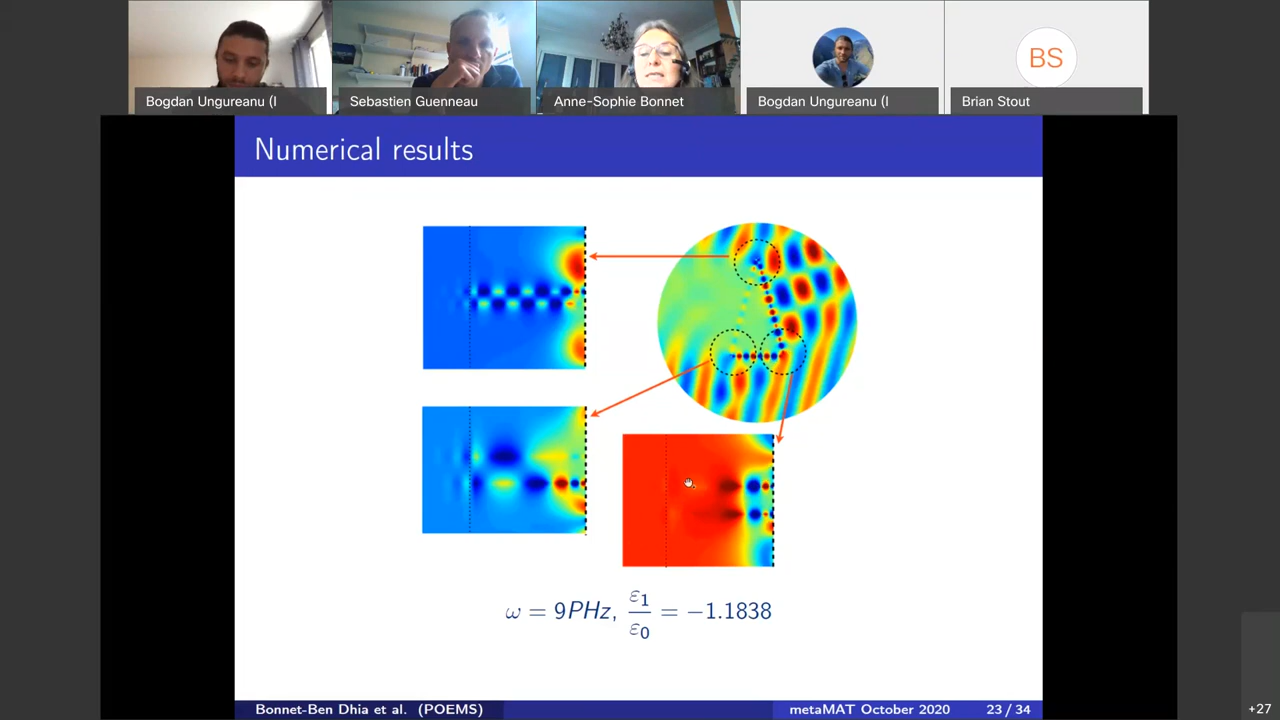 Bogdan Ungureanu (I
Sebastien Guenneau
Anne-Sophie Bonnet
Bogdan Ungureanu (I
BS
Brian Stout
Numerical results
ω = 9PHz, ε₁/ε₀ = −1.1838
Bonnet-Ben Dhia et al. (POEMS)
metaMAT October 2020
23 / 34
+27